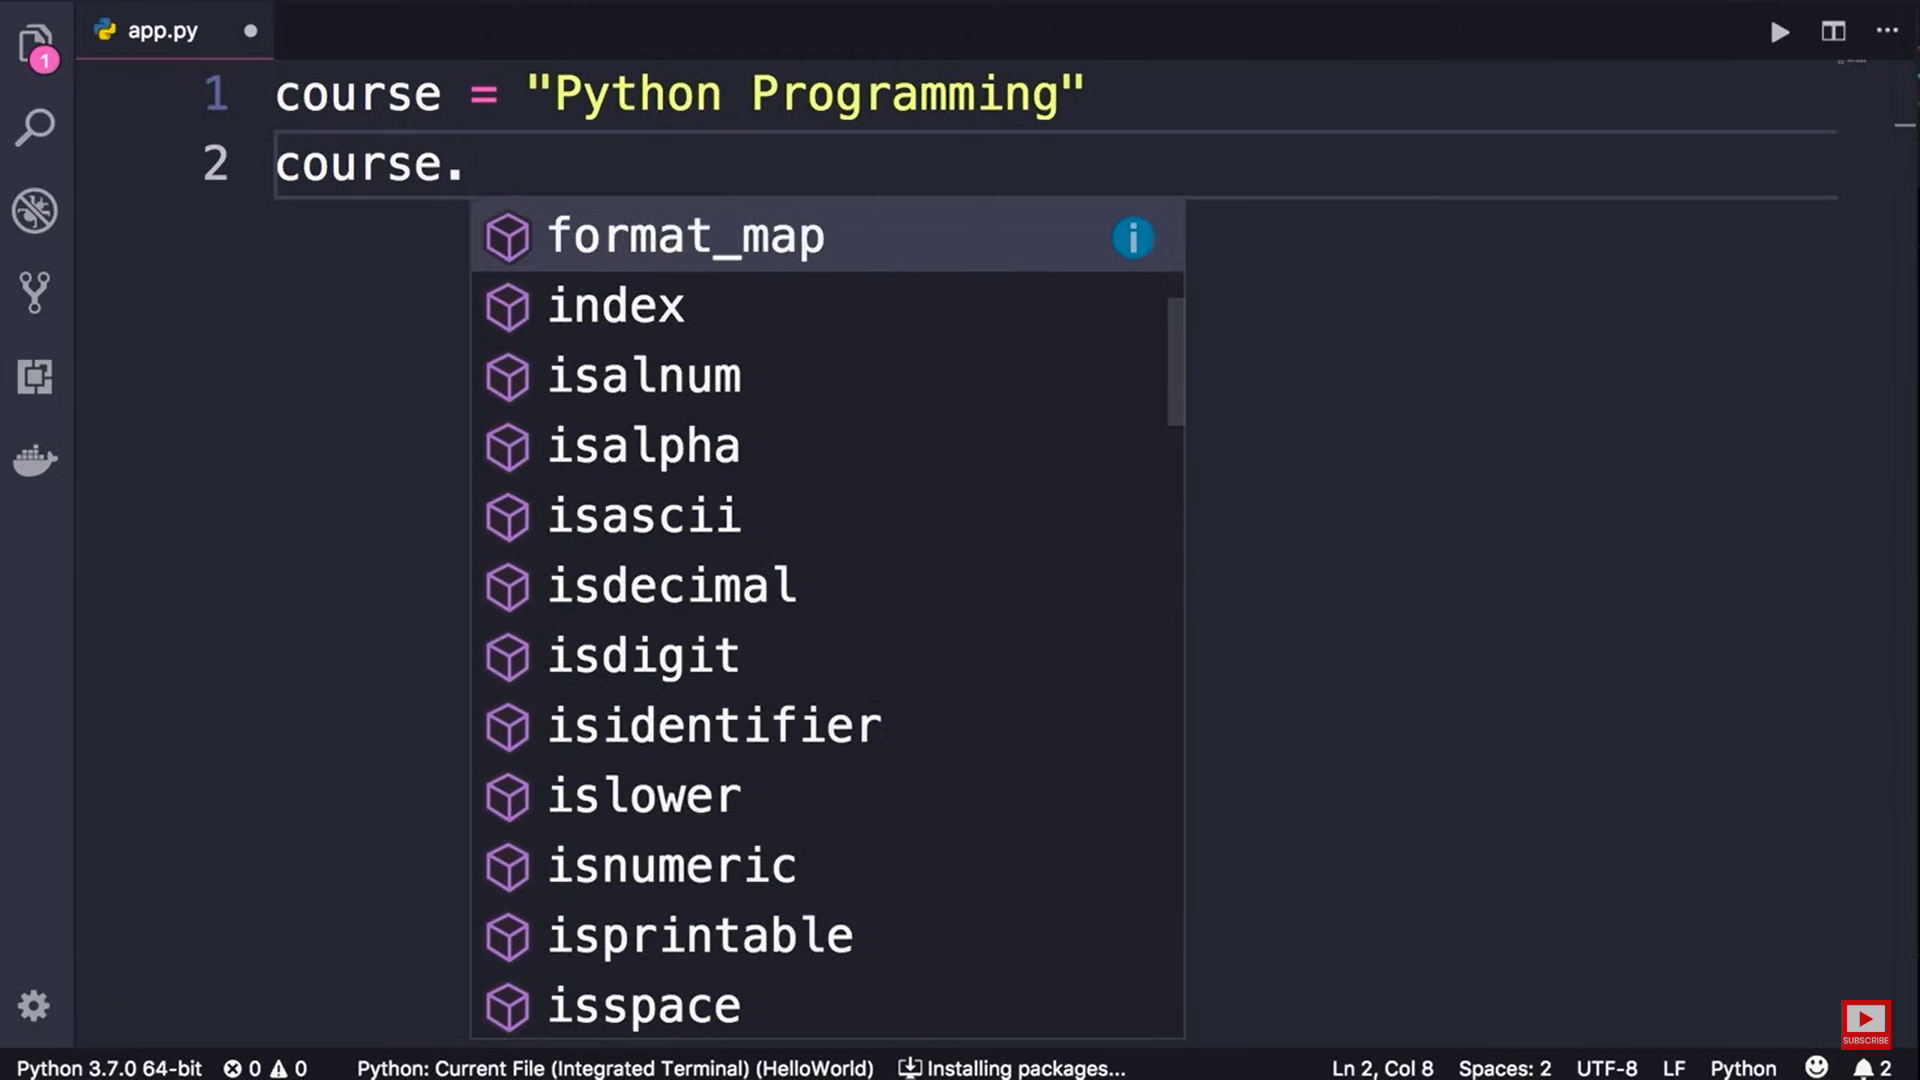 app.py
1
1 course = "Python Programming"
2 course.
format_map
i
index
isalnum
isalpha
isascii
isdecimal
isdigit
isidentifier
islower
isnumeric
isprintable
isspace
SUBSCRIBE
Python 3.7.0 64-bit 0 0 Python: Current File (Integrated Terminal) (HelloWorld) Installing packages... Ln 2, Col 8 Spaces: 2 UTF-8 LF Python 2